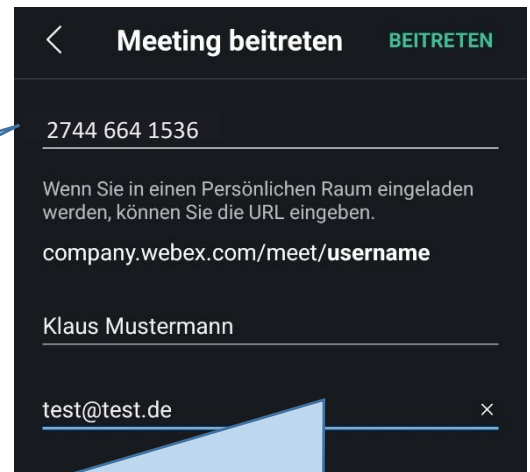 Meeting beitreten BEITRETEN
2744 664 1536
Wenn Sie in einen Persönlichen Raum eingeladen
werden, können Sie die URL eingeben.
company.webex.com/meet/username
Klaus Mustermann
test@test.de